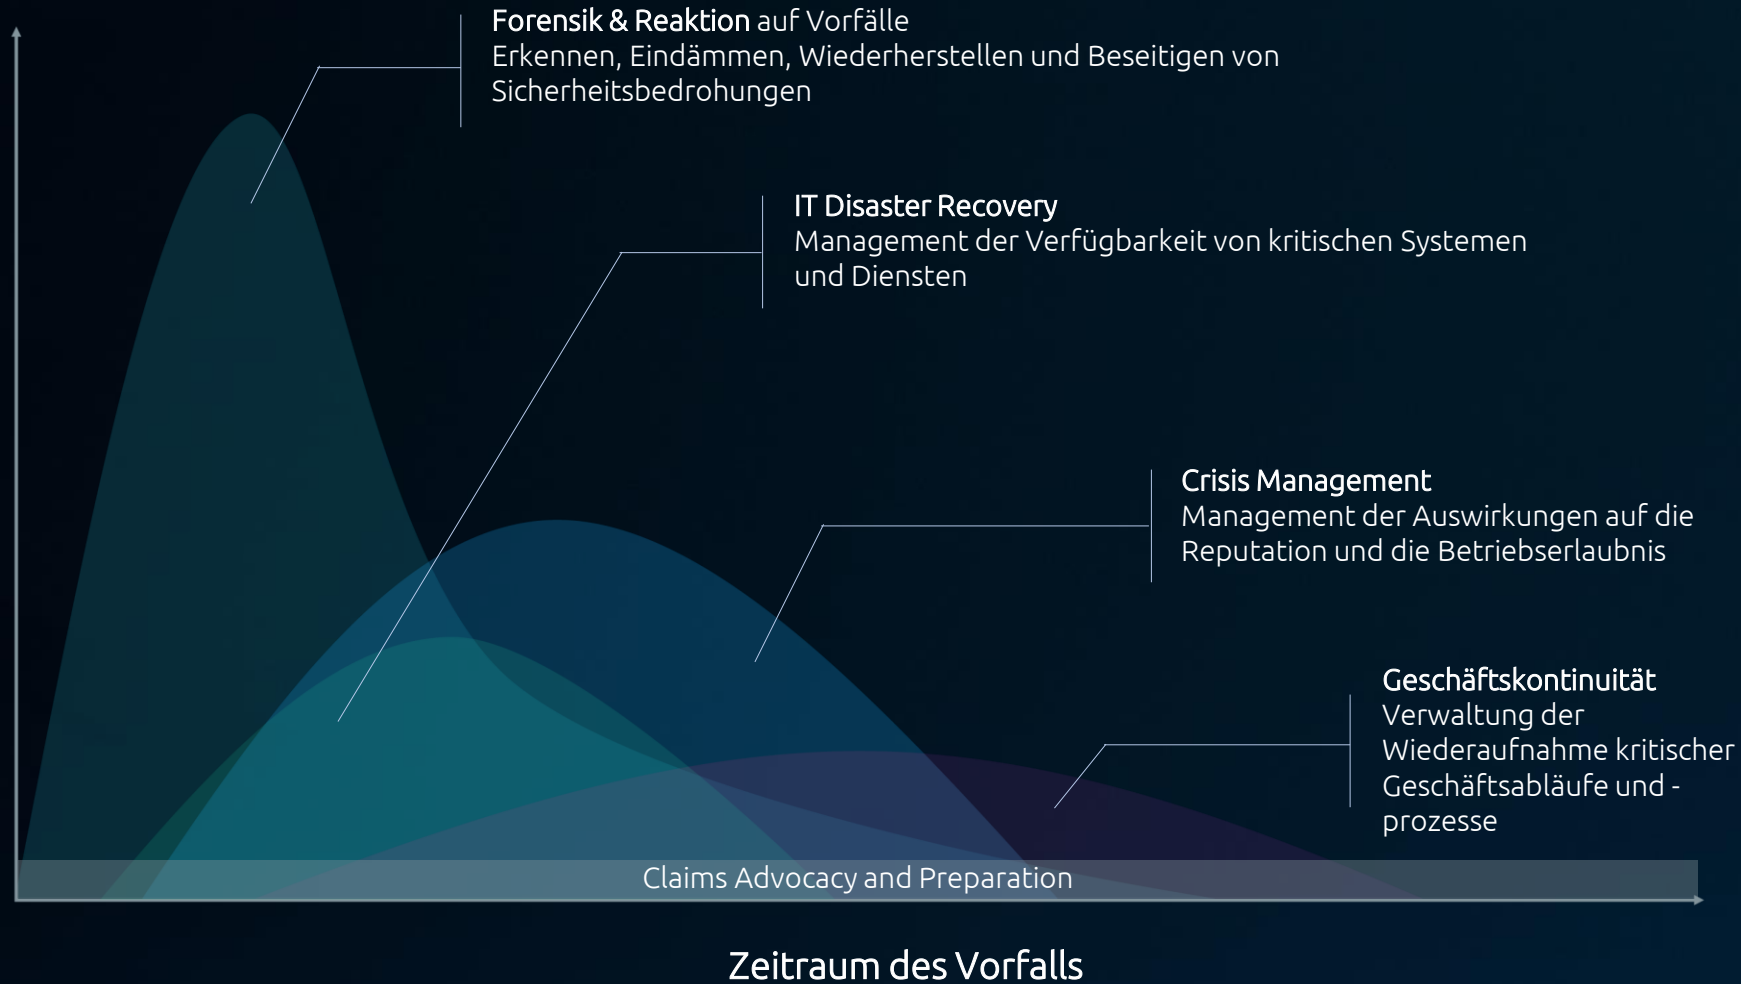 Forensik & Reaktion auf Vorfälle
Erkennen, Eindämmen, Wiederherstellen und Beseitigen von
Sicherheitsbedrohungen
IT Disaster Recovery
Management der Verfügbarkeit von kritischen Systemen
und Diensten
Crisis Management
Management der Auswirkungen auf die
Reputation und die Betriebserlaubnis
Geschäftskontinuität
Verwaltung der
Wiederaufnahme kritischer
Geschäftsabläufe und -
prozesse
Claims Advocacy and Preparation
Zeitraum des Vorfalls